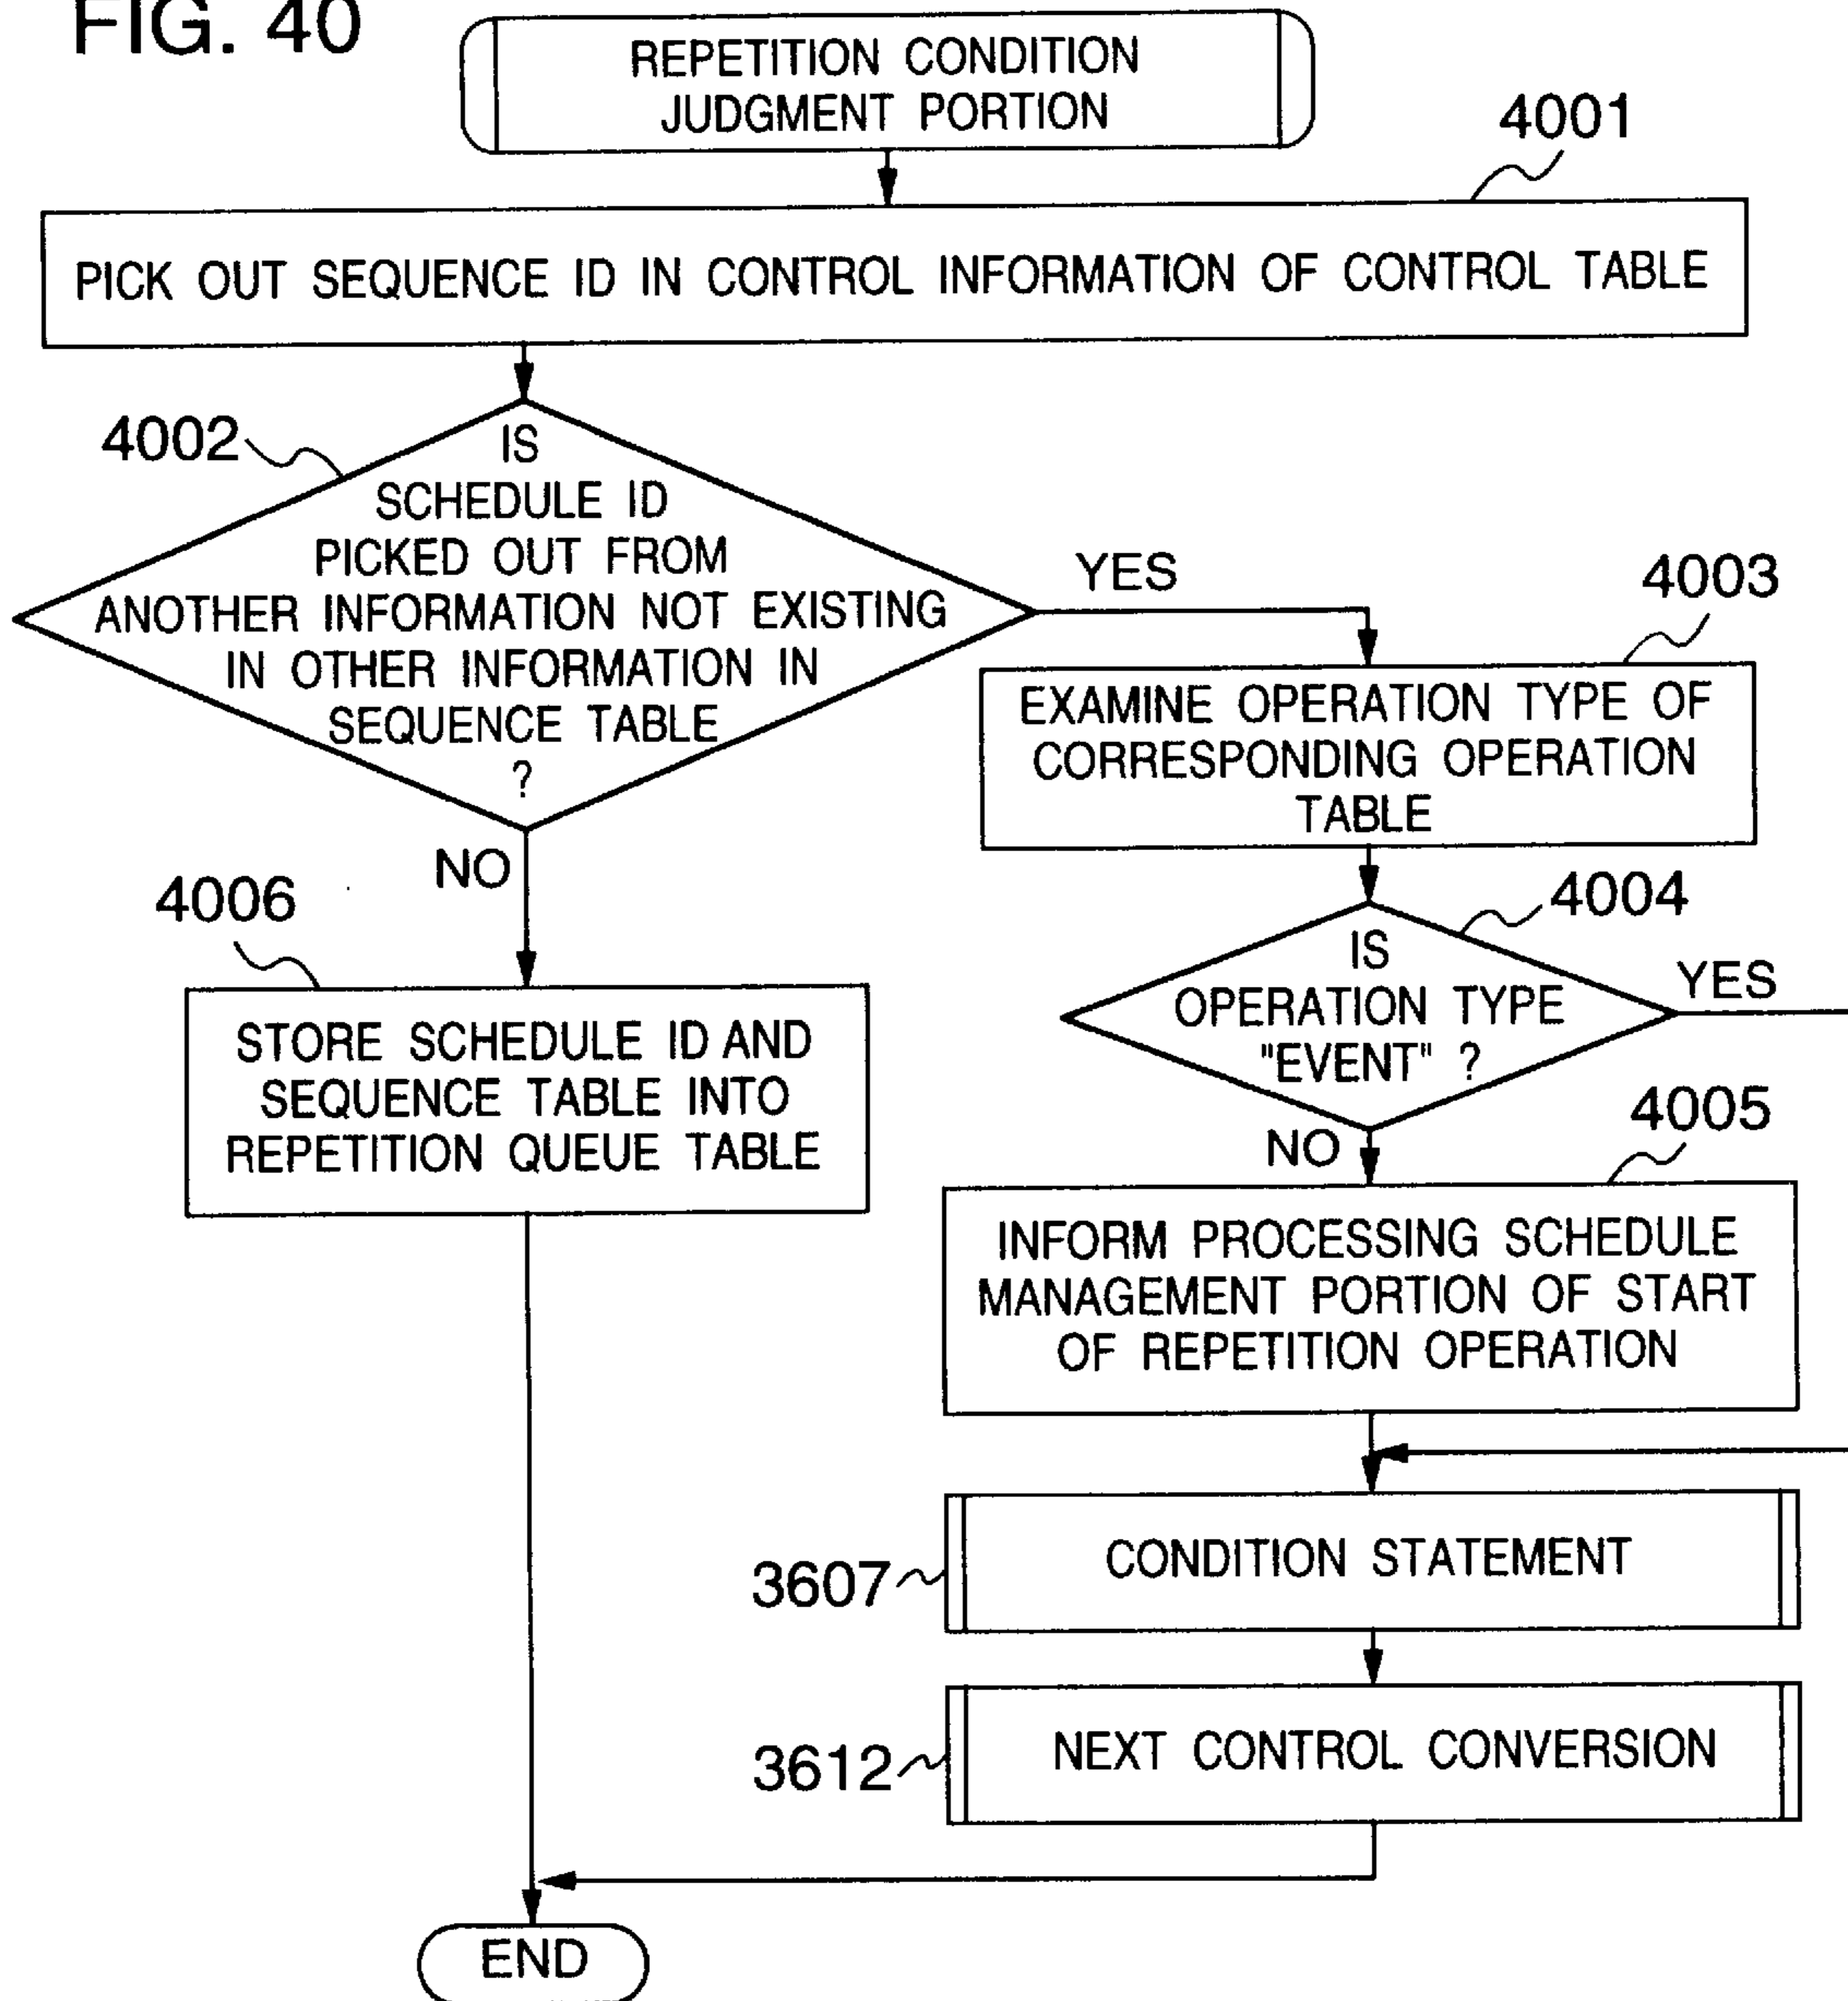 FIG. 40
REPETITION CONDITION
JUDGMENT PORTION
4001
PICK OUT SEQUENCE ID IN CONTROL INFORMATION OF CONTROL TABLE
4002
IS
SCHEDULE ID
PICKED OUT FROM
ANOTHER INFORMATION NOT EXISTING
IN OTHER INFORMATION IN
SEQUENCE TABLE
?
YES
4003
EXAMINE OPERATION TYPE OF
CORRESPONDING OPERATION
TABLE
NO
4006
STORE SCHEDULE ID AND
SEQUENCE TABLE INTO
REPETITION QUEUE TABLE
4004
IS
OPERATION TYPE
"EVENT" ?
YES
NO
4005
INFORM PROCESSING SCHEDULE
MANAGEMENT PORTION OF START
OF REPETITION OPERATION
3607
CONDITION STATEMENT
3612
NEXT CONTROL CONVERSION
END